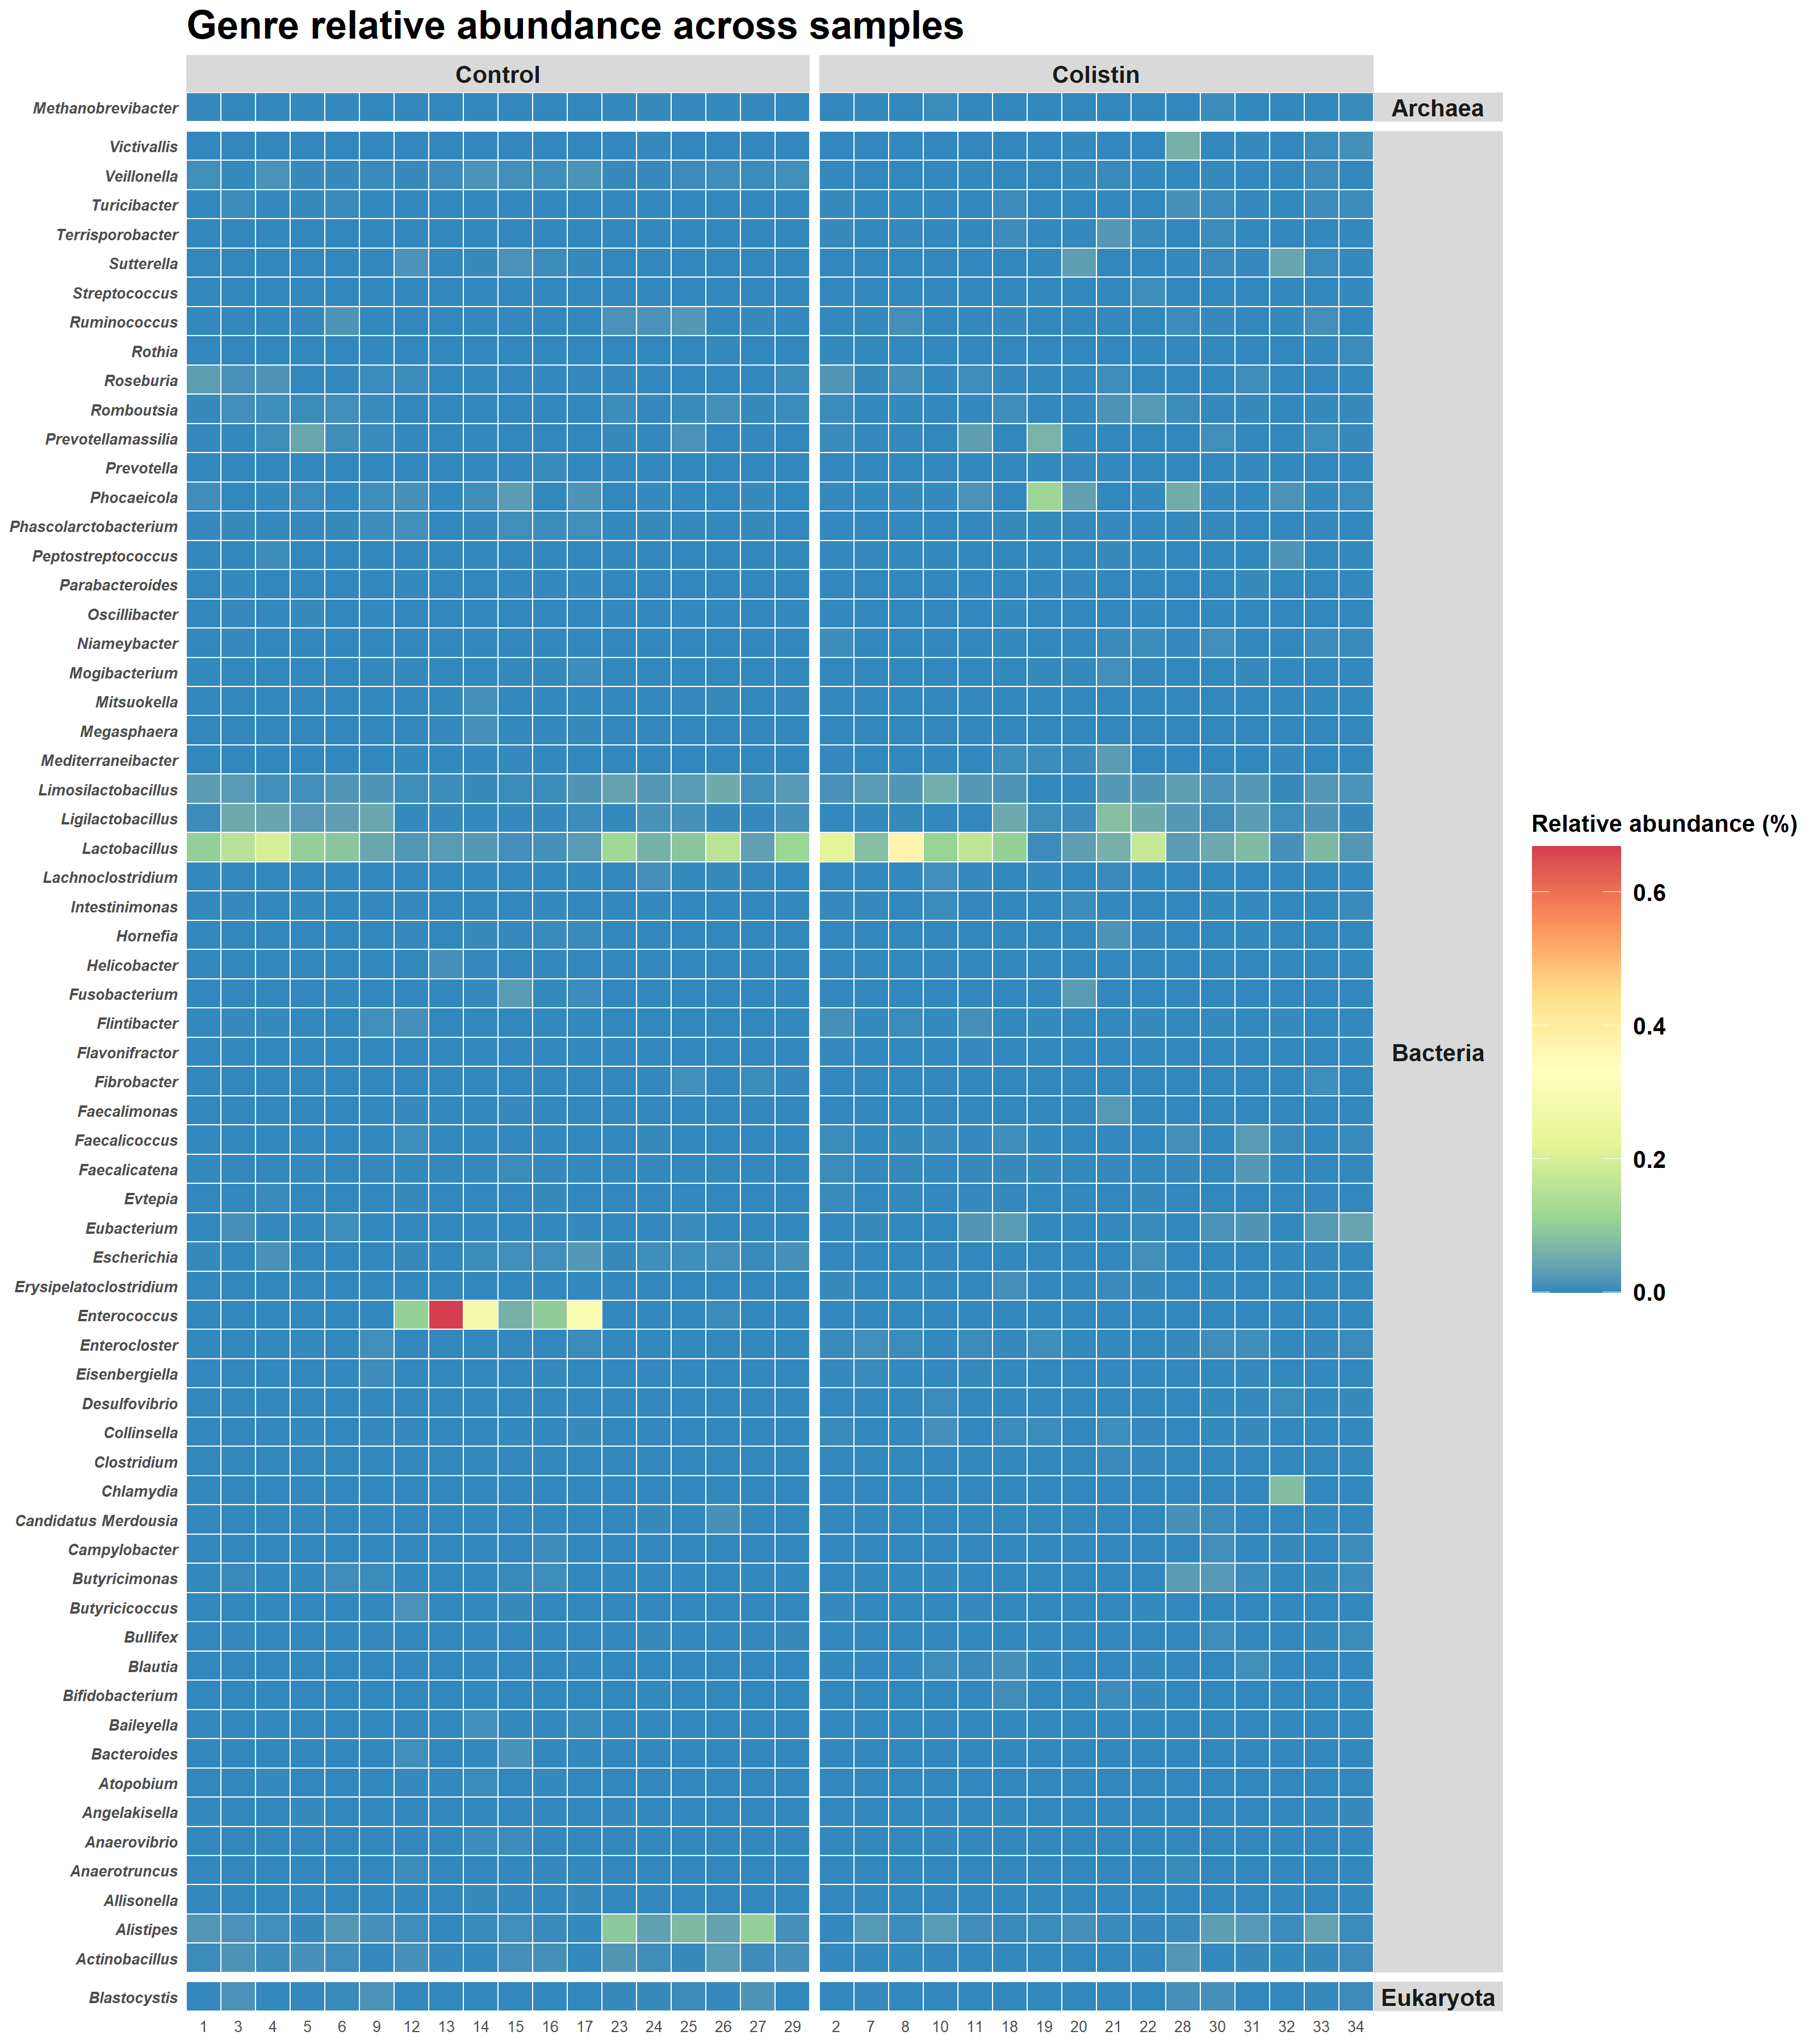 Genre relative abundance across samples
Control Colistin
Methanobrevibacter
Archaea
Victivallis
Veillonella
Turicibacter
Terrisporobacter
Sutterella
Streptococcus
Ruminococcus
Rothia
Roseburia
Romboutsia
Prevotellamassilia
Prevotella
Phocaeicola
Phascolarctobacterium
Peptostreptococcus
Parabacteroides
Oscillibacter
Niameybacter
Mogibacterium
Mitsuokella
Megasphaera
Mediterraneibacter
Limosilactobacillus
Ligilactobacillus
Lactobacillus
Lachnoclostridium
Intestinimonas
Hornefia
Helicobacter
Fusobacterium
Flintibacter
Flavonifractor
Fibrobacter
Faecalimonas
Faecalicoccus
Faecalicatena
Evtepia
Eubacterium
Escherichia
Erysipelatoclostridium
Enterococcus
Enterocloster
Eisenbergiella
Desulfovibrio
Collinsella
Clostridium
Chlamydia
Candidatus Merdousia
Campylobacter
Butyricimonas
Butyricicoccus
Bullifex
Blautia
Bifidobacterium
Baileyella
Bacteroides
Atopobium
Angelakisella
Anaerovibrio
Anaerotruncus
Allisonella
Alistipes
Actinobacillus
Bacteria
Blastocystis
Eukaryota
1 3 4 5 6 9 12 13 14 15 16 17 23 24 25 26 27 29 2 7 8 10 11 18 19 20 21 22 28 30 31 32 33 34
Relative abundance (%)
0.6
0.4
0.2
0.0